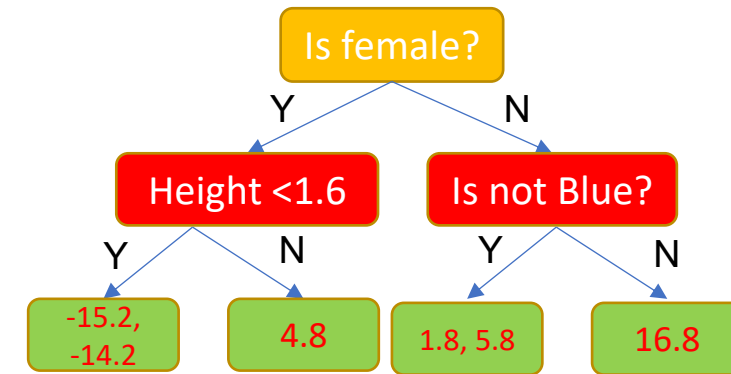 Is female?
Y
N
Height <1.6
Is not Blue?
Y
N
Y
N
-15.2,
-14.2
4.8
1.8, 5.8
16.8